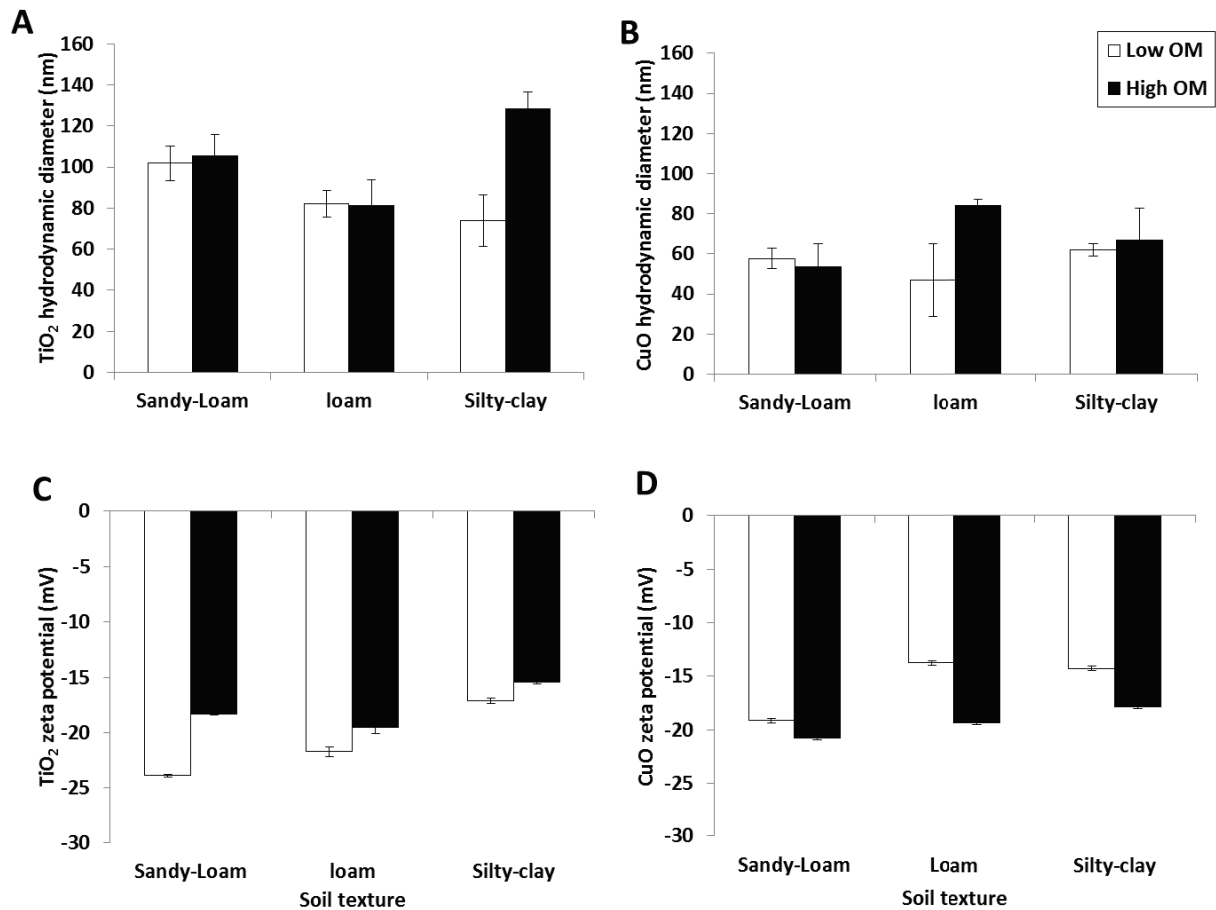 A
TiO₂ hydrodynamic diameter (nm)
160
140
120
100
80
60
40
20
0
Sandy-Loam loam Silty-clay
B
CuO hydrodynamic diameter (nm)
160
140
120
100
80
60
40
20
0
Sandy-Loam loam Silty-clay
Low OM
High OM
C
TiO₂ zeta potential (mV)
0
-5
-10
-15
-20
-25
-30
Sandy-Loam loam Silty-clay
Soil texture
D
CuO zeta potential (mV)
0
-5
-10
-15
-20
-25
-30
Sandy-Loam Loam Silty-clay
Soil texture